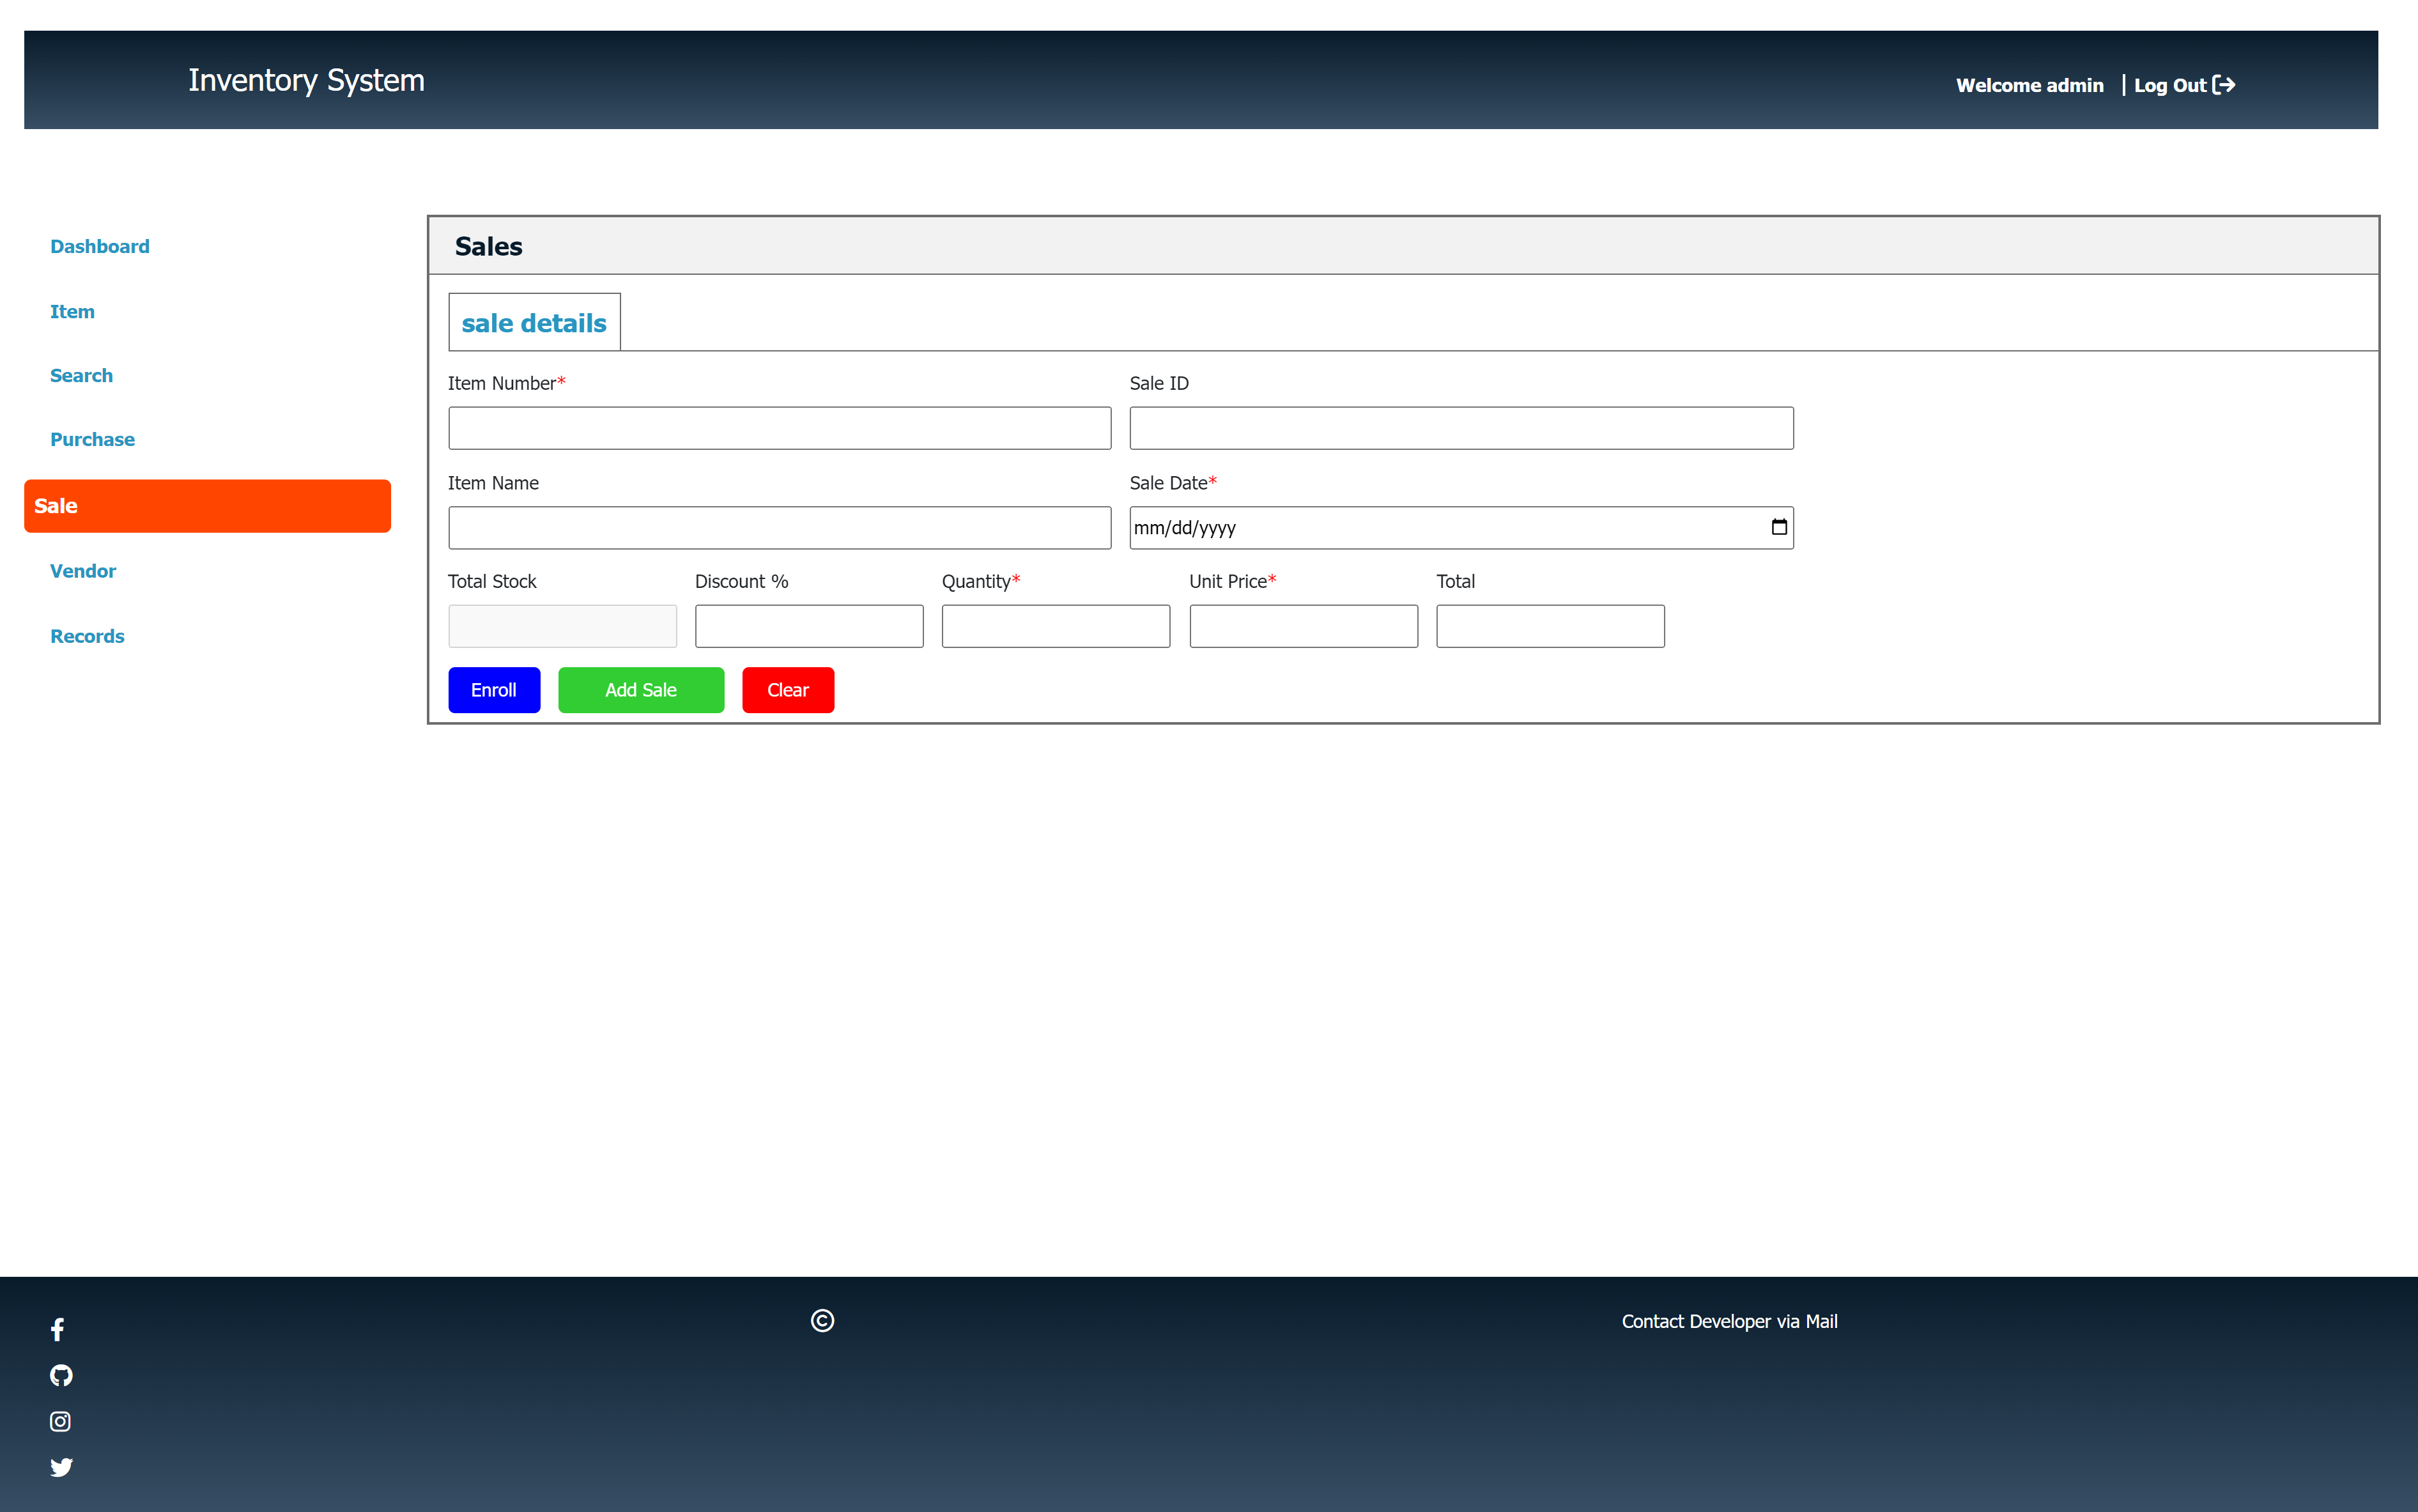 Inventory System
Welcome admin | Log Out
Dashboard
Item
Search
Purchase
Sale
Vendor
Records
Sales
sale details
Item Number*
Sale ID
Item Name
Sale Date*
mm/dd/yyyy
Total Stock
Discount %
Quantity*
Unit Price*
Total
Enroll
Add Sale
Clear
©
Contact Developer via Mail